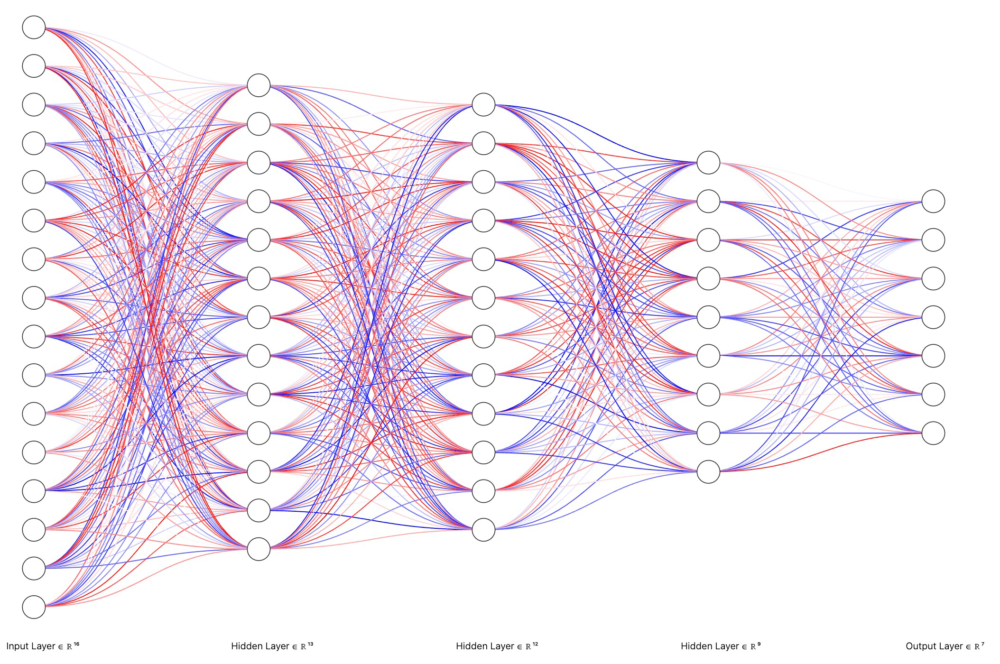 Input Layer ∈ ℝ¹⁶
Hidden Layer ∈ ℝ¹³
Hidden Layer ∈ ℝ¹²
Hidden Layer ∈ ℝ⁹
Output Layer ∈ ℝ⁷